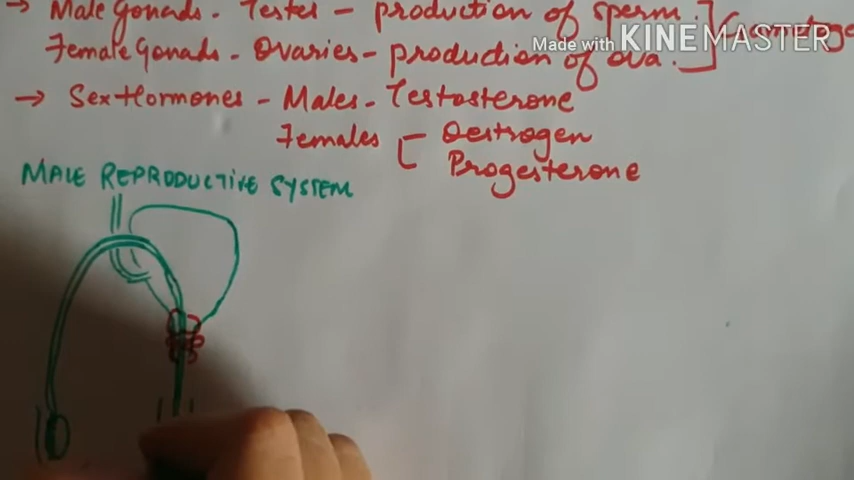 → Male Gonads - Testes - production of sperm.
Female Gonads - Ovaries - production of ova.
Made with KINEMASTER
→ Sex Hormones - Males - Testosterone
Females [ Oestrogen
Progesterone
MALE REPRODUCTIVE SYSTEM